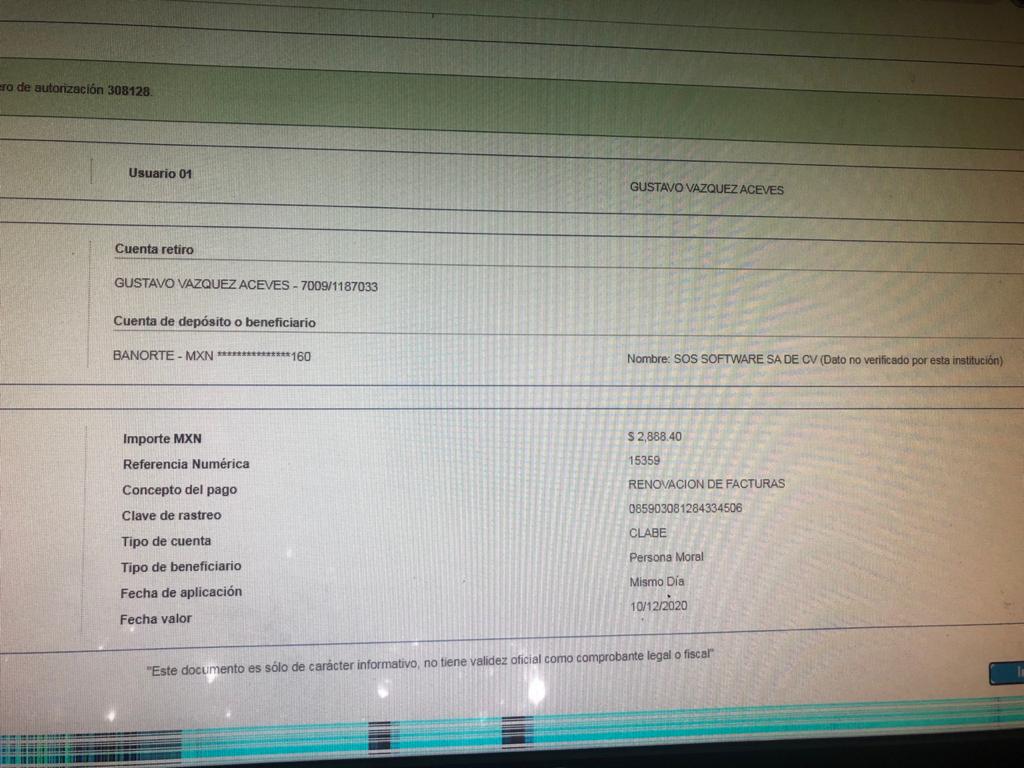 ro de autorización 308128.
Usuario 01
GUSTAVO VAZQUEZ ACEVES
Cuenta retiro
GUSTAVO VAZQUEZ ACEVES - 7009/1187033
Cuenta de depósito o beneficiario
BANORTE - MXN ***************160
Nombre: SOS SOFTWARE SA DE CV (Dato no verificado por esta institución)
Importe MXN $ 2,888.40
Referencia Numérica 15359
Concepto del pago RENOVACION DE FACTURAS
Clave de rastreo 085903081284334506
Tipo de cuenta CLABE
Tipo de beneficiario Persona Moral
Fecha de aplicación Mismo Día
Fecha valor 10/12/2020
"Este documento es sólo de carácter informativo, no tiene validez oficial como comprobante legal o fiscal"